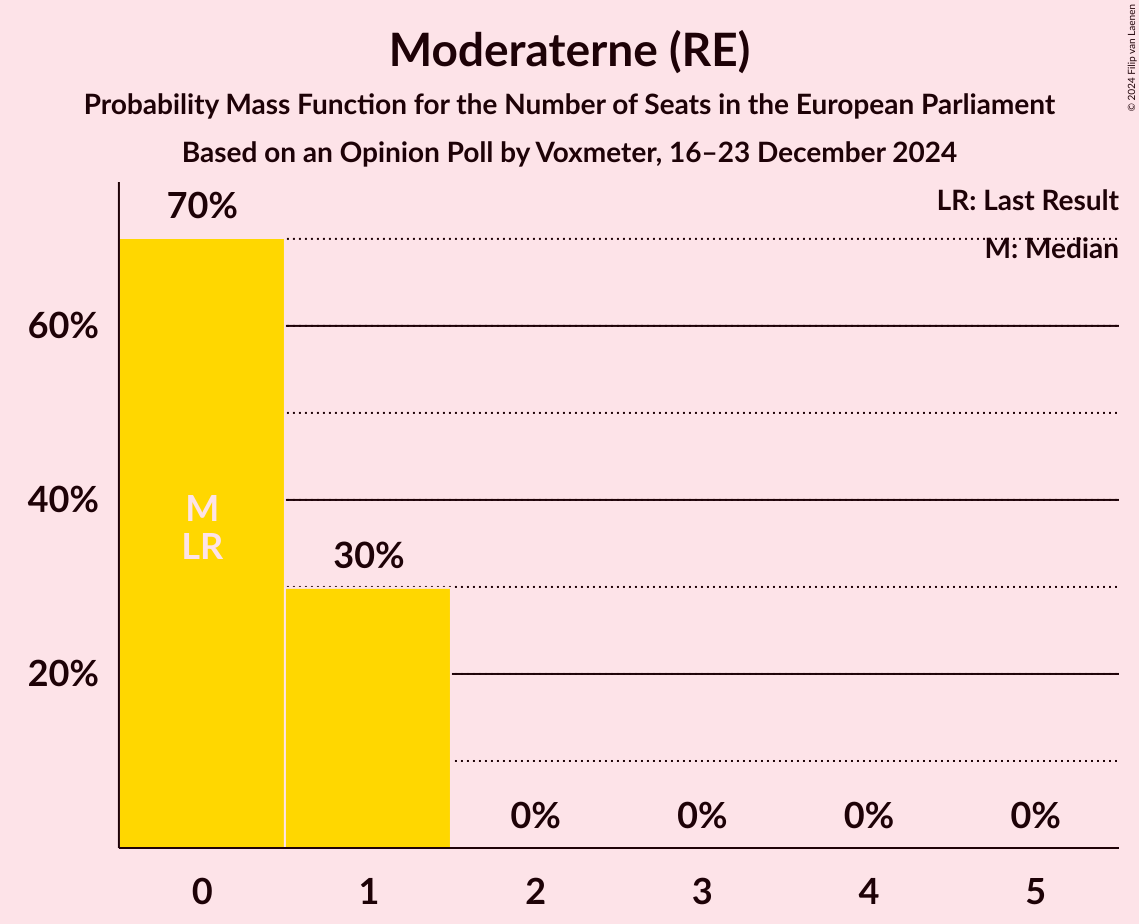 Moderaterne (RE)
Probability Mass Function for the Number of Seats in the European Parliament
Based on an Opinion Poll by Voxmeter, 16–23 December 2024
© 2024 Filip van Laenen
LR: Last Result
M: Median
70%
60%
40%
M
LR
30%
20%
0%
0%
0%
0%
0
1
2
3
4
5